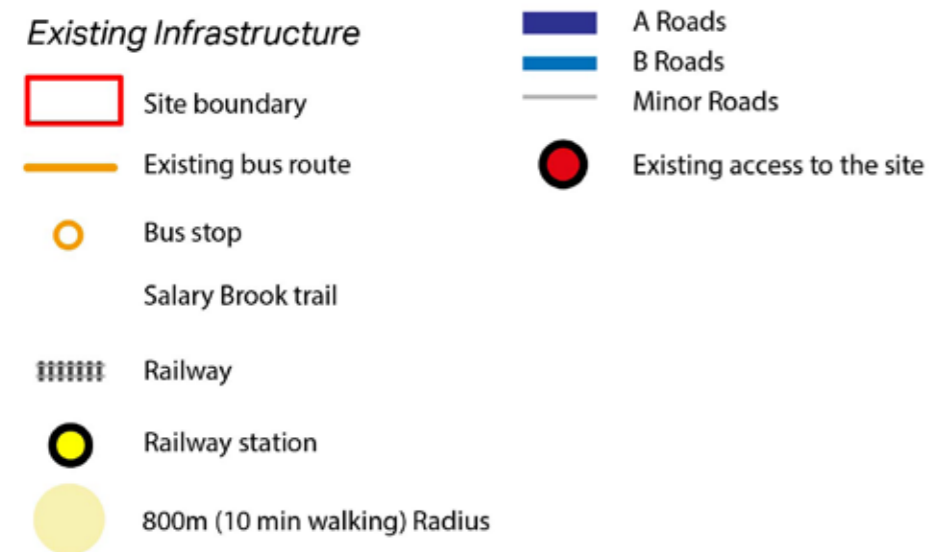 Existing Infrastructure
Site boundary
Existing bus route
Bus stop
Salary Brook trail
Railway
Railway station
800m (10 min walking) Radius
A Roads
B Roads
Minor Roads
Existing access to the site